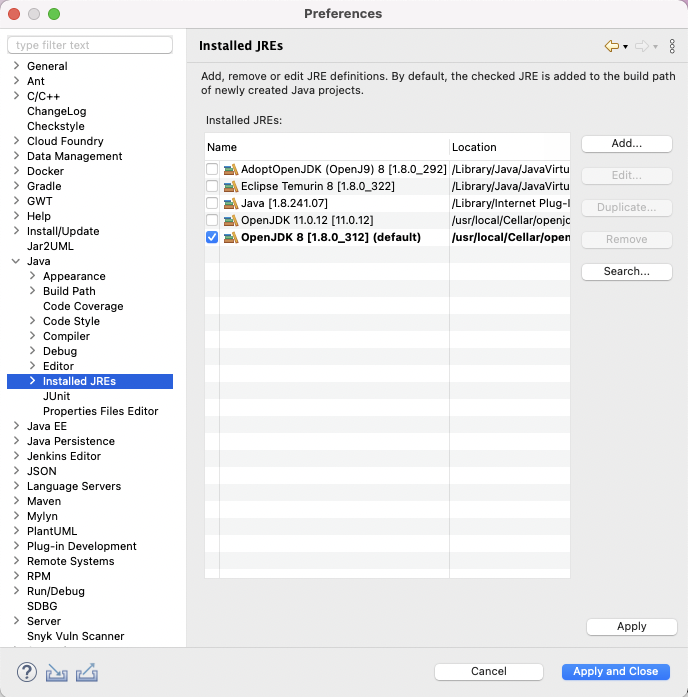 Preferences
type filter text
General
Ant
C/C++
ChangeLog
Checkstyle
Cloud Foundry
Data Management
Docker
Gradle
GWT
Help
Install/Update
Jar2UML
Java
Appearance
Build Path
Code Coverage
Code Style
Compiler
Debug
Editor
Installed JREs
JUnit
Properties Files Editor
Java EE
Java Persistence
Jenkins Editor
JSON
Language Servers
Maven
Mylyn
PlantUML
Plug-in Development
Remote Systems
RPM
Run/Debug
SDBG
Server
Snyk Vuln Scanner
Installed JREs
Add, remove or edit JRE definitions. By default, the checked JRE is added to the build path
of newly created Java projects.
Installed JREs:
Name Location
AdoptOpenJDK (OpenJ9) 8 [1.8.0_292] /Library/Java/JavaVirtu
Eclipse Temurin 8 [1.8.0_322] /Library/Java/JavaVirtu
Java [1.8.241.07] /Library/Internet Plug-I
OpenJDK 11.0.12 [11.0.12] /usr/local/Cellar/openjd
OpenJDK 8 [1.8.0_312] (default) /usr/local/Cellar/open
Add...
Edit...
Duplicate...
Remove
Search...
Apply
?
Cancel
Apply and Close